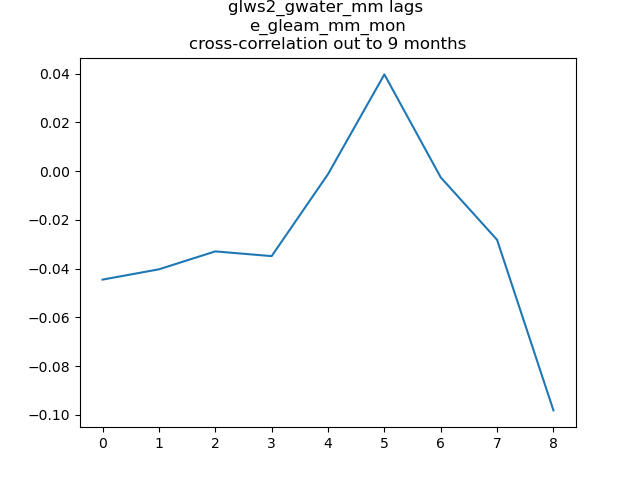 glws2_gwater_mm lags
e_gleam_mm_mon
cross-correlation out to 9 months
0.04
0.02
0.00
−0.02
−0.04
−0.06
−0.08
−0.10
0 1 2 3 4 5 6 7 8